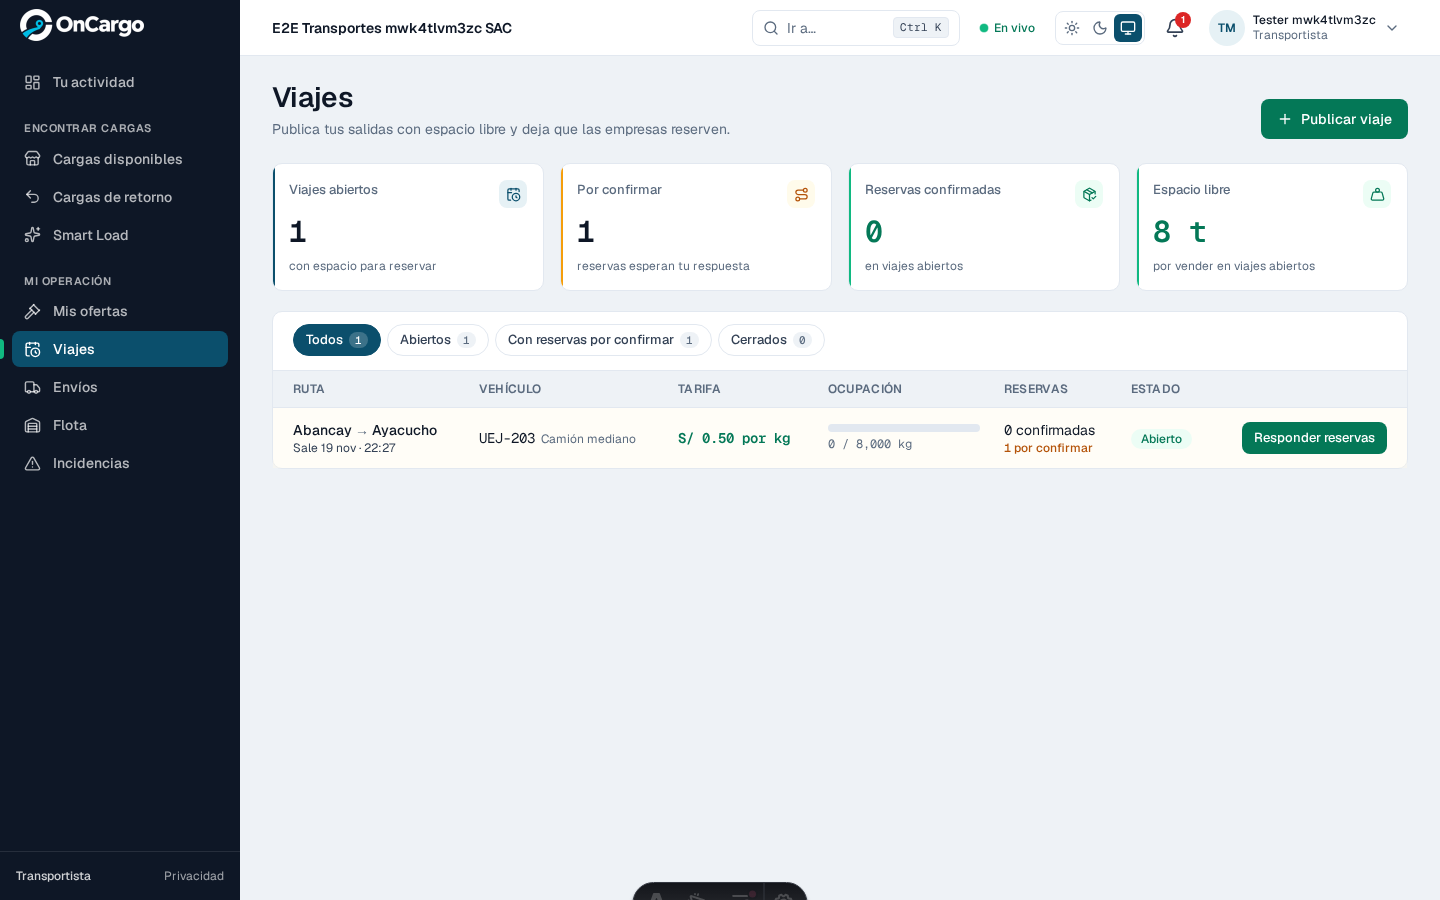 OnCargo
E2E Transportes mwk4tlvm3zc SAC
Ir a...
Ctrl K
En vivo
1
TM
Tester mwk4tlvm3zc
Transportista
Tu actividad
ENCONTRAR CARGAS
Cargas disponibles
Cargas de retorno
Smart Load
MI OPERACIÓN
Mis ofertas
Viajes
Envíos
Flota
Incidencias
Transportista
Privacidad
Viajes
Publica tus salidas con espacio libre y deja que las empresas reserven.
+ Publicar viaje
Viajes abiertos
1
con espacio para reservar
Por confirmar
1
reservas esperan tu respuesta
Reservas confirmadas
0
en viajes abiertos
Espacio libre
8 t
por vender en viajes abiertos
Todos 1
Abiertos 1
Con reservas por confirmar 1
Cerrados 0
RUTA VEHÍCULO TARIFA OCUPACIÓN RESERVAS ESTADO
Abancay → Ayacucho
Sale 19 nov · 22:27
UEJ-203 Camión mediano
S/ 0.50 por kg
0 / 8,000 kg
0 confirmadas
1 por confirmar
Abierto
Responder reservas